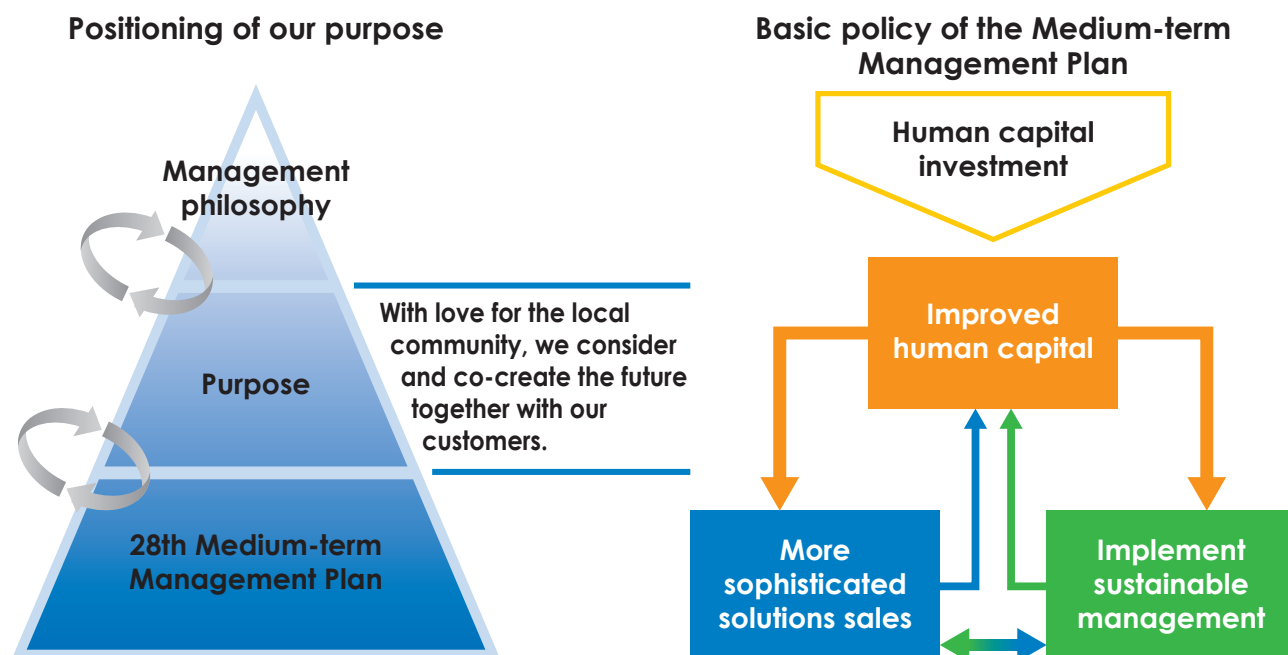 Positioning of our purpose
Management
philosophy
Purpose
28th Medium-term
Management Plan
With love for the local
community, we consider
and co-create the future
together with our
customers.
Basic policy of the Medium-term
Management Plan
Human capital
investment
Improved
human capital
More
sophisticated
solutions sales
Implement
sustainable
management